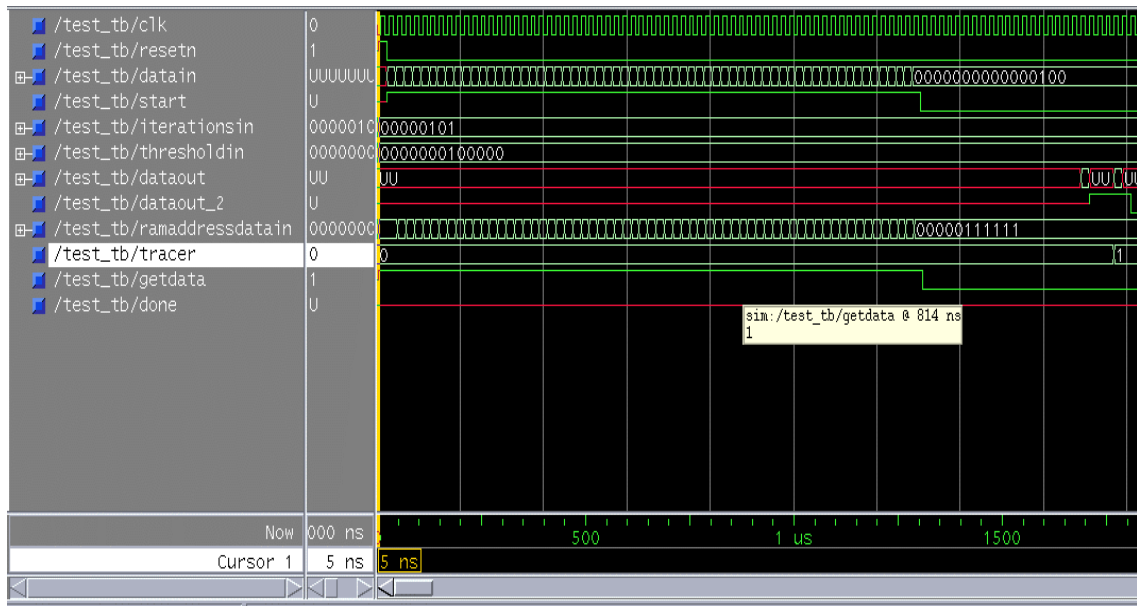 /test_tb/clk 0
/test_tb/resetn 1
/test_tb/datain UUUUUUU 0000000000000100
/test_tb/start U
/test_tb/iterationsin 0000010 00000101
/test_tb/thresholdin 0000000 0000000100000
/test_tb/dataout UU UU UU UU
/test_tb/dataout_2 U
/test_tb/ramaddressdatain 0000000 00000111111
/test_tb/tracer 0 0 1
/test_tb/getdata 1
/test_tb/done U
sim:/test_tb/getdata @ 814 ns
1
Now 000 ns 500 1 us 1500
Cursor 1 5 ns 5 ns